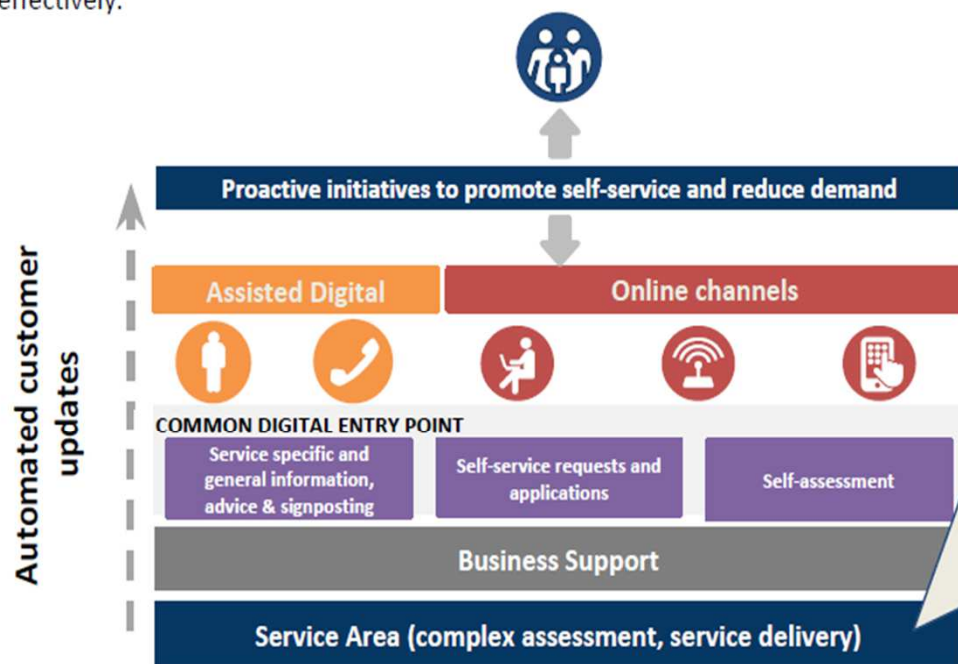 effectively.
Proactive initiatives to promote self-service and reduce demand
Automated customer
updates
Assisted Digital
Online channels
COMMON DIGITAL ENTRY POINT
Service specific and
general information,
advice & signposting
Self-service requests and
applications
Self-assessment
Business Support
Service Area (complex assessment, service delivery)